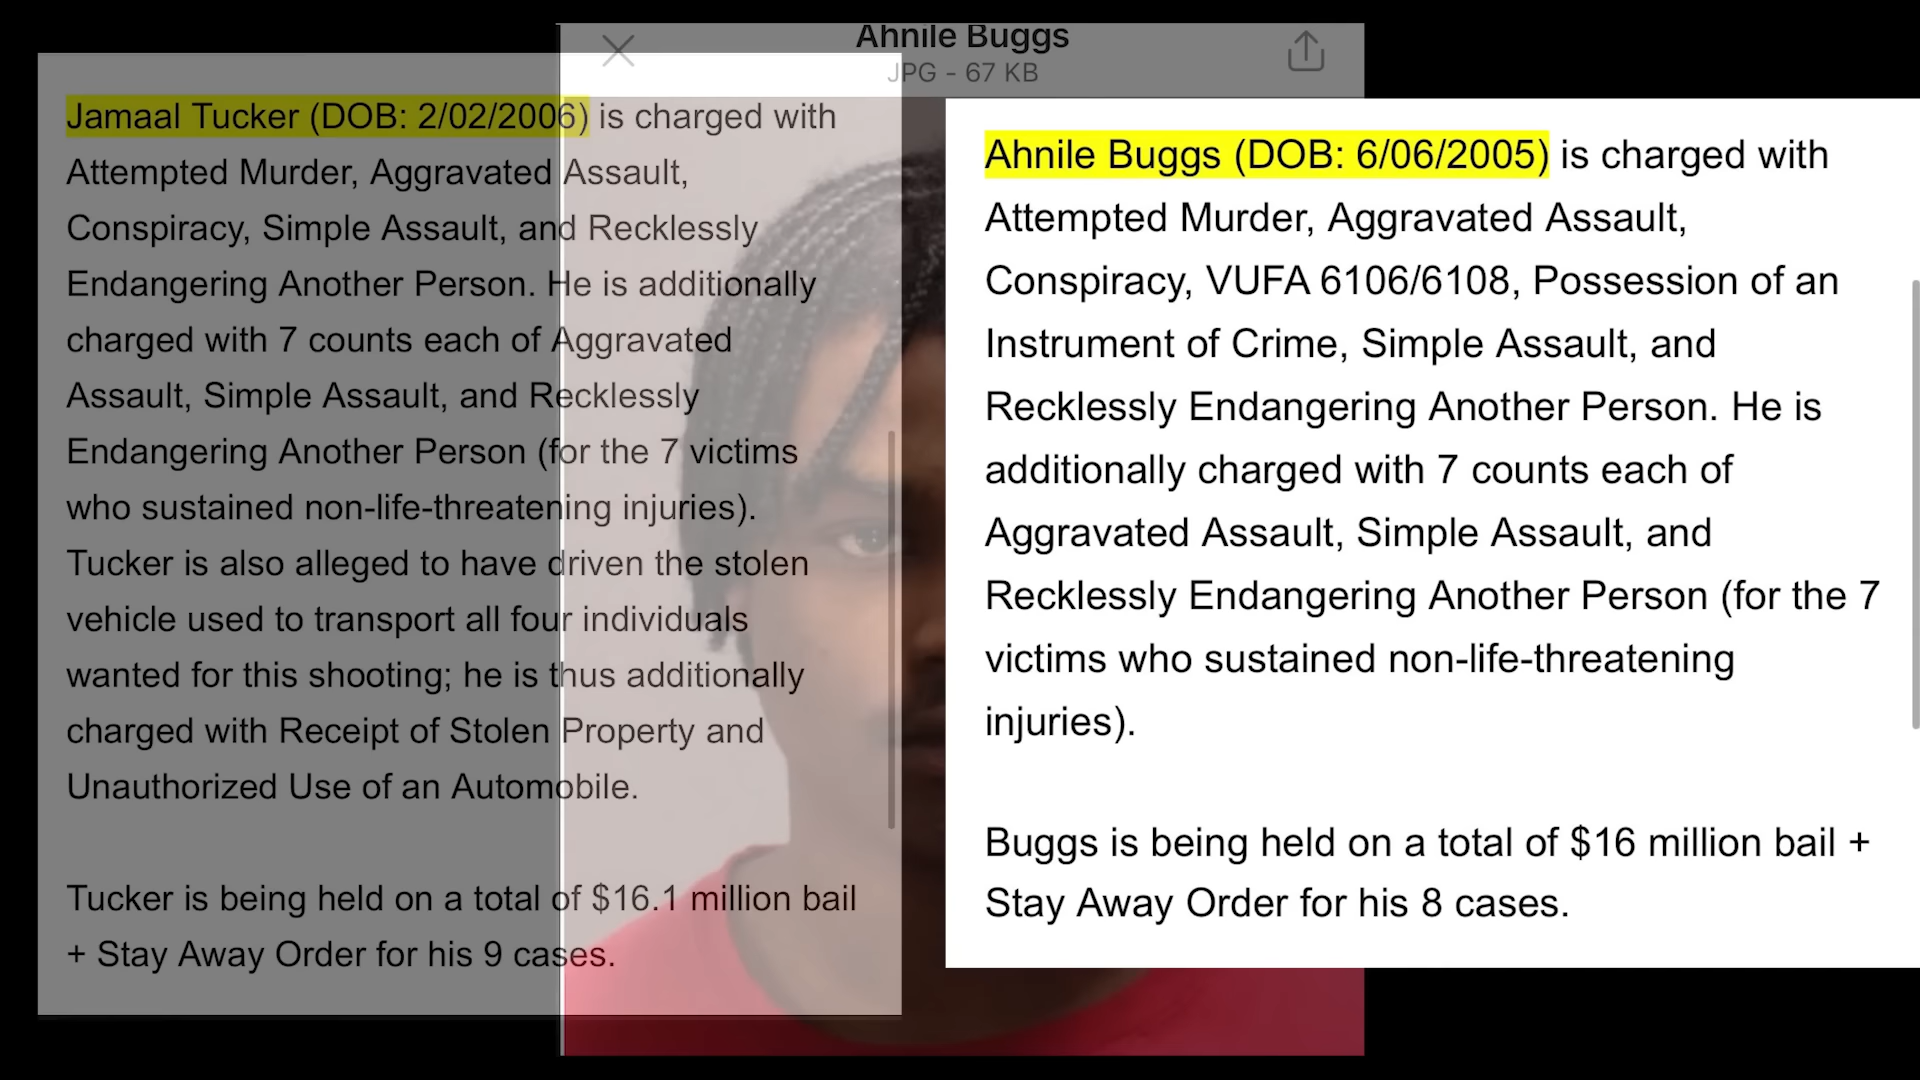 Ahnile Buggs
JPG - 67 KB
Jamaal Tucker (DOB: 2/02/2006) is charged with
Attempted Murder, Aggravated Assault,
Conspiracy, Simple Assault, and Recklessly
Endangering Another Person. He is additionally
charged with 7 counts each of Aggravated
Assault, Simple Assault, and Recklessly
Endangering Another Person (for the 7 victims
who sustained non-life-threatening injuries).
Tucker is also alleged to have driven the stolen
vehicle used to transport all four individuals
wanted for this shooting; he is thus additionally
charged with Receipt of Stolen Property and
Unauthorized Use of an Automobile.
Tucker is being held on a total of $16.1 million bail
+ Stay Away Order for his 9 cases.
Ahnile Buggs (DOB: 6/06/2005) is charged with
Attempted Murder, Aggravated Assault,
Conspiracy, VUFA 6106/6108, Possession of an
Instrument of Crime, Simple Assault, and
Recklessly Endangering Another Person. He is
additionally charged with 7 counts each of
Aggravated Assault, Simple Assault, and
Recklessly Endangering Another Person (for the 7
victims who sustained non-life-threatening
injuries).
Buggs is being held on a total of $16 million bail +
Stay Away Order for his 8 cases.